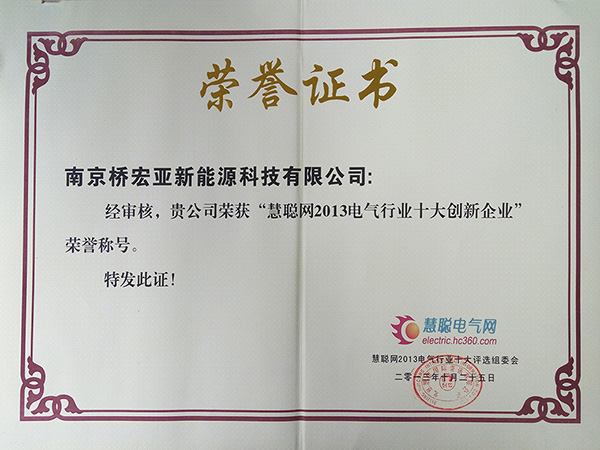 荣誉证书
南京桥宏亚新能源科技有限公司:
经审核，贵公司荣获“慧聪网2013电气行业十大创新企业”
荣誉称号。
特发此证!
慧聪电气网
electric.hc360.com
慧聪网2013电气行业十大评选组委会
二〇一三年十月二十五日